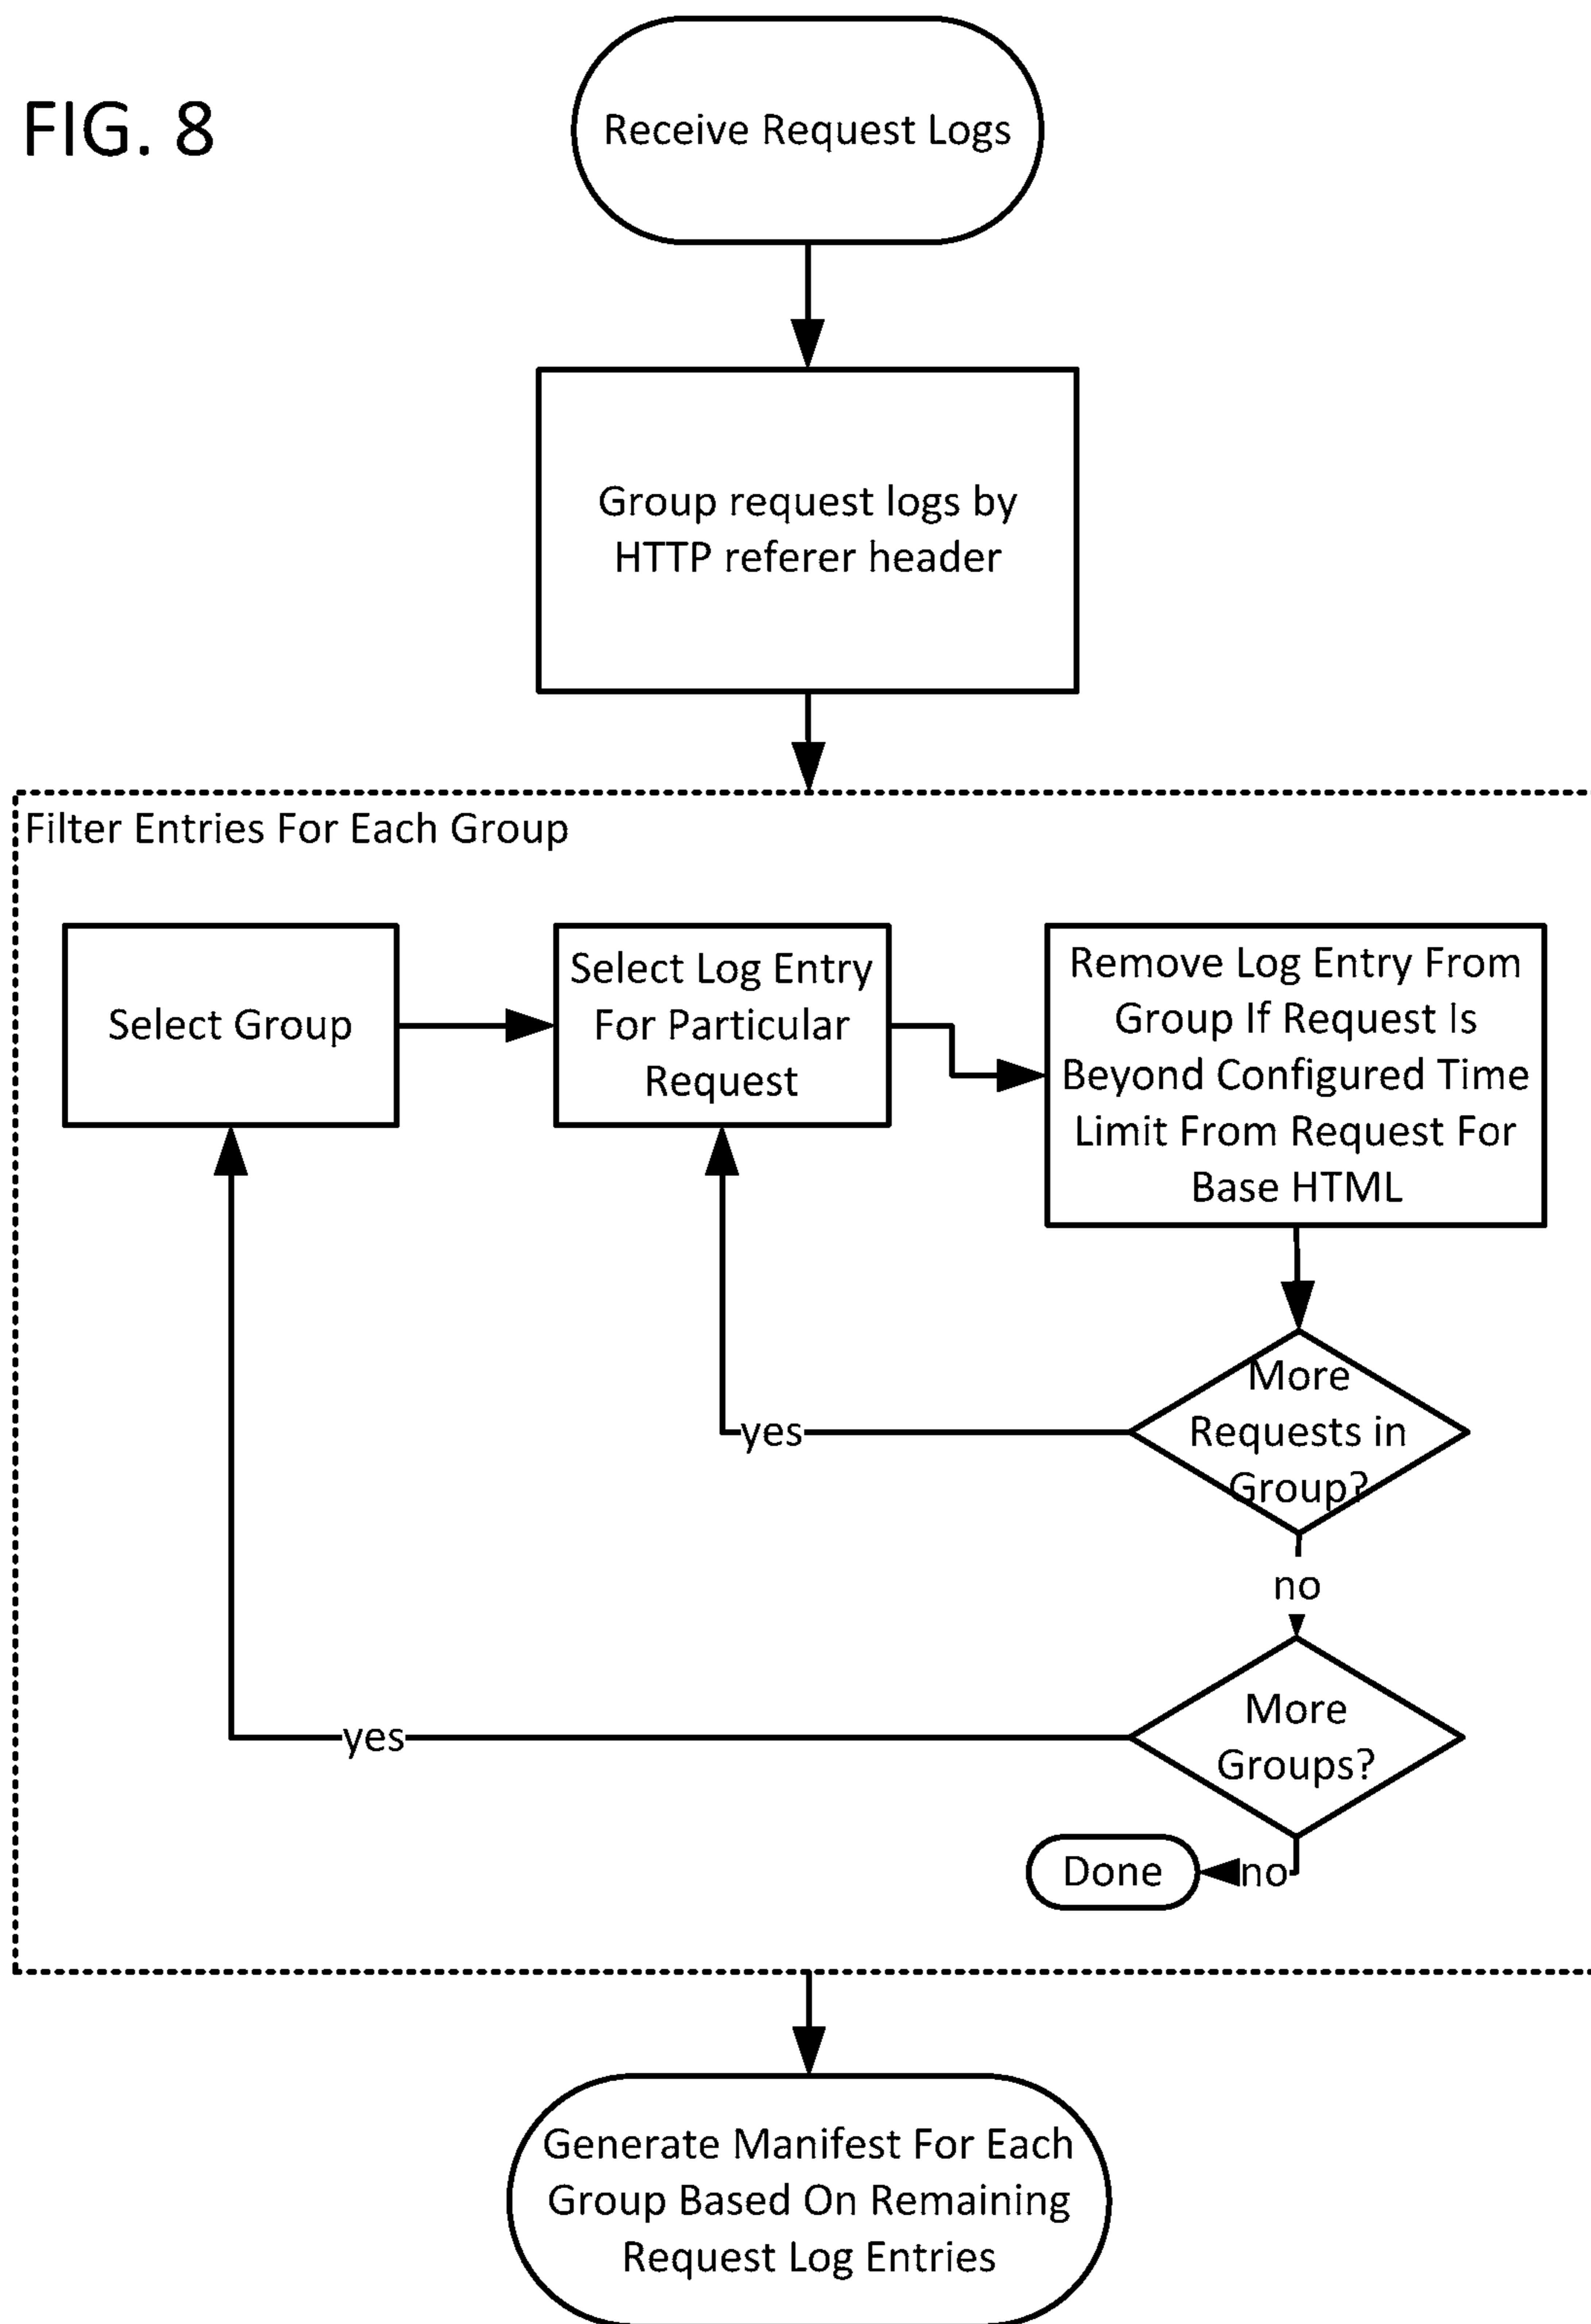 FIG. 8
Receive Request Logs
Group request logs by
HTTP referer header
Filter Entries For Each Group
Select Group
Select Log Entry
For Particular
Request
Remove Log Entry From
Group If Request Is
Beyond Configured Time
Limit From Request For
Base HTML
More
Requests in
Group?
yes
no
More
Groups?
yes
no
Done
Generate Manifest For Each
Group Based On Remaining
Request Log Entries